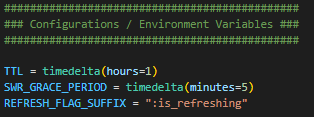 ############################################
### Configurations / Environment Variables ###
############################################
TTL = timedelta(hours=1)
SWR_GRACE_PERIOD = timedelta(minutes=5)
REFRESH_FLAG_SUFFIX = ":is_refreshing"